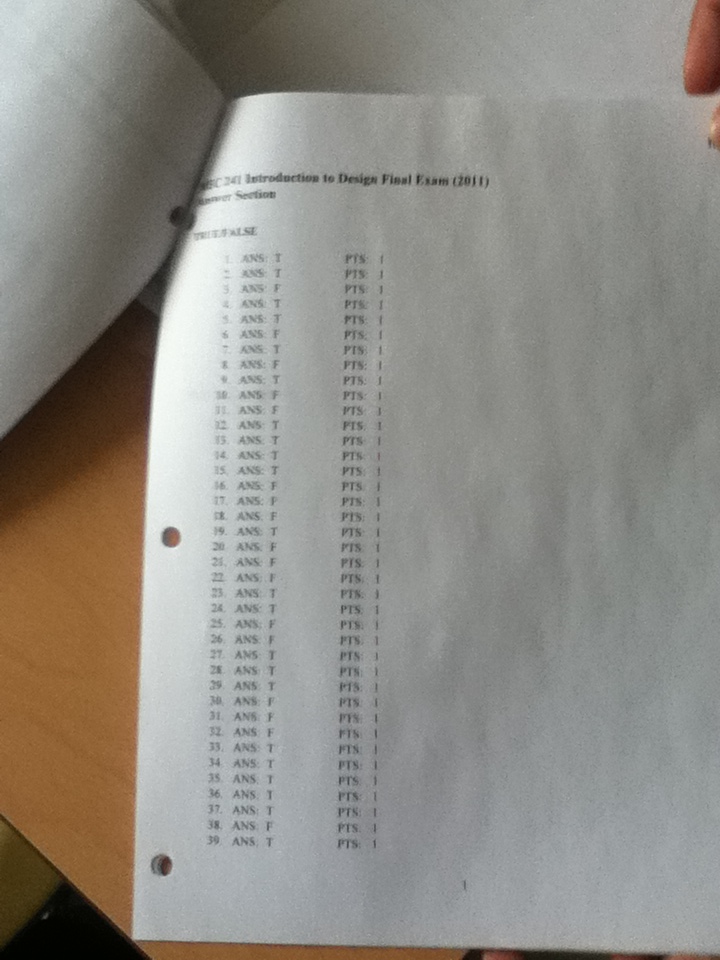 241 Introduction to Design Final Exam (2011)
Answer Section
TRUE/FALSE
1. ANS: T PTS: 1
2. ANS: T PTS: 1
3. ANS: F PTS: 1
4. ANS: T PTS: 1
5. ANS: T PTS: 1
6. ANS: F PTS: 1
7. ANS: T PTS: 1
8. ANS: F PTS: 1
9. ANS: T PTS: 1
10. ANS: F PTS: 1
11. ANS: F PTS: 1
12. ANS: T PTS: 1
13. ANS: T PTS: 1
14. ANS: T PTS: 1
15. ANS: T PTS: 1
16. ANS: F PTS: 1
17. ANS: F PTS: 1
18. ANS: F PTS: 1
19. ANS: T PTS: 1
20. ANS: F PTS: 1
21. ANS: F PTS: 1
22. ANS: F PTS: 1
23. ANS: T PTS: 1
24. ANS: T PTS: 1
25. ANS: F PTS: 1
26. ANS: F PTS: 1
27. ANS: T PTS: 1
28. ANS: T PTS: 1
29. ANS: T PTS: 1
30. ANS: F PTS: 1
31. ANS: F PTS: 1
32. ANS: F PTS: 1
33. ANS: T PTS: 1
34. ANS: T PTS: 1
35. ANS: T PTS: 1
36. ANS: T PTS: 1
37. ANS: T PTS: 1
38. ANS: F PTS: 1
39. ANS: T PTS: 1
1